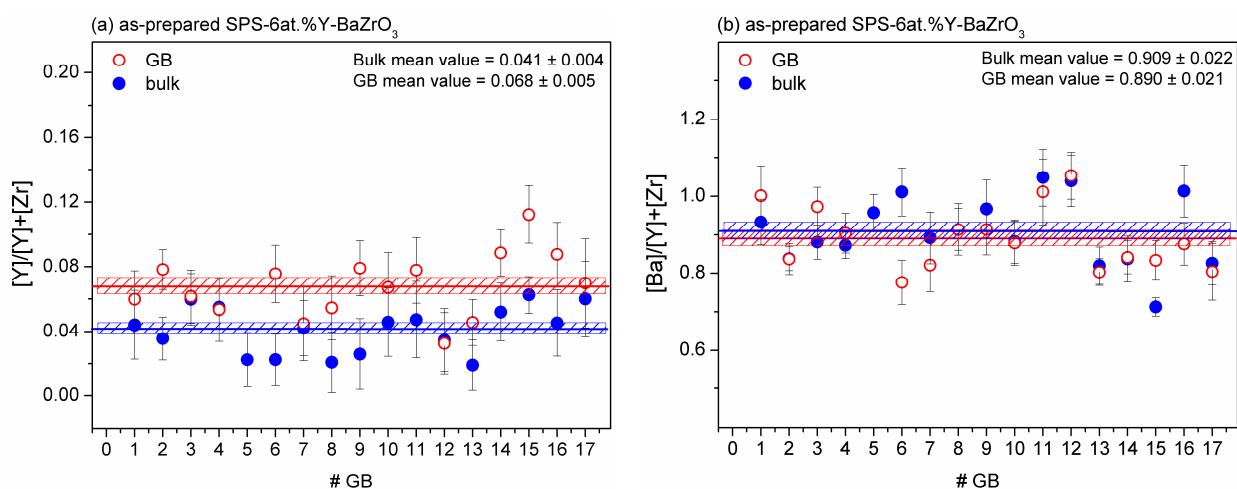 (a) as-prepared SPS-6at.%Y-BaZrO3
GB
bulk
Bulk mean value = 0.041 ± 0.004
GB mean value = 0.068 ± 0.005
[Y]/[Y]+[Zr]
0.20
0.16
0.12
0.08
0.04
0.00
0 1 2 3 4 5 6 7 8 9 10 11 12 13 14 15 16 17
# GB
(b) as-prepared SPS-6at.%Y-BaZrO3
GB
bulk
Bulk mean value = 0.909 ± 0.022
GB mean value = 0.890 ± 0.021
[Ba]/[Y]+[Zr]
1.2
1.0
0.8
0.6
0 1 2 3 4 5 6 7 8 9 10 11 12 13 14 15 16 17
# GB